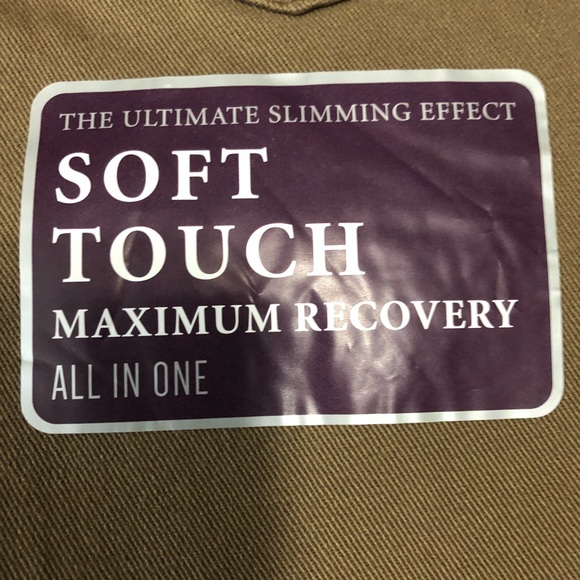 THE ULTIMATE SLIMMING EFFECT
SOFT
TOUCH
MAXIMUM RECOVERY
ALL IN ONE